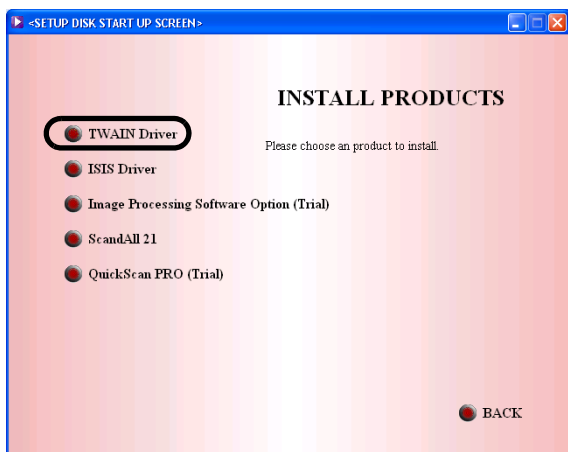 <SETUP DISK START UP SCREEN>
INSTALL PRODUCTS
Please choose an product to install.
TWAIN Driver
ISIS Driver
Image Processing Software Option (Trial)
ScandAll 21
QuickScan PRO (Trial)
BACK